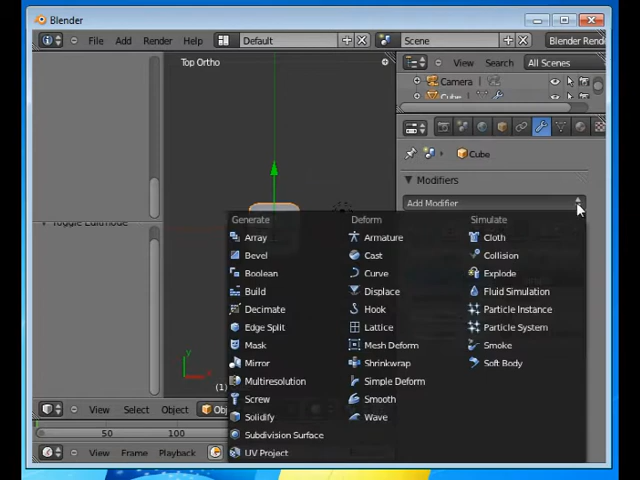 Blender
File Add Render Help Default Scene Blender Rend
View Search All Scenes
Top Ortho
Camera
Cube
Cube
Modifiers
Add Modifier
Toggle Editmode
Generate Deform Simulate
Array Armature Cloth
Bevel Cast Collision
Boolean Curve Explode
Build Displace Fluid Simulation
Decimate Hook Particle Instance
Edge Split Lattice Particle System
Mask Mesh Deform Smoke
Mirror Shrinkwrap Soft Body
Multiresolution Simple Deform
Screw Smooth
Solidify Wave
Subdivision Surface
UV Project
y
x
(1)
View Select Object Obj
50 100
View Frame Playback